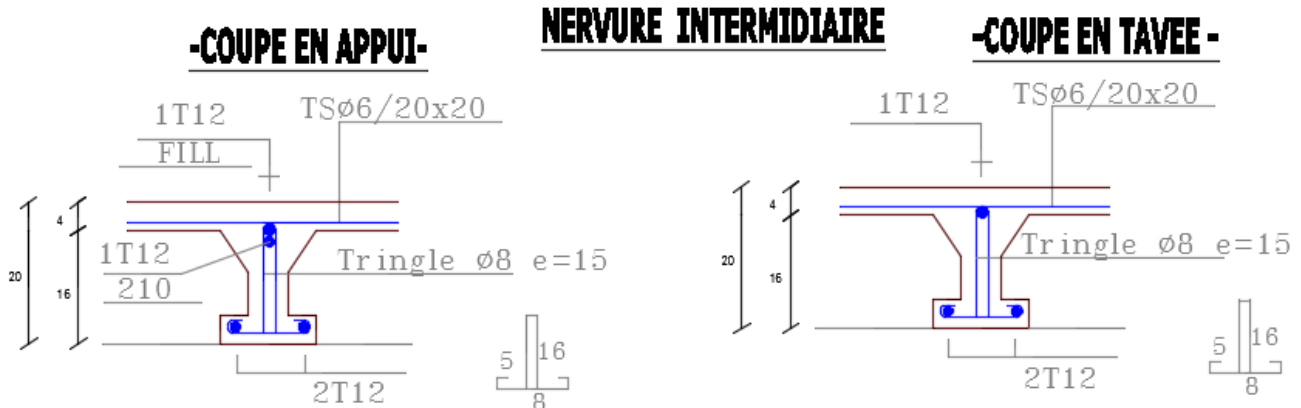 NERVURE INTERMIDIAIRE
-COUPE EN APPUI-
1T12
FILL
TSø6/20x20
4
20
16
1T12
210
Tringle ø8 e=15
2T12
5
16
8
-COUPE EN TAVEE -
1T12
TSø6/20x20
4
20
16
Tringle ø8 e=15
2T12
5
16
8